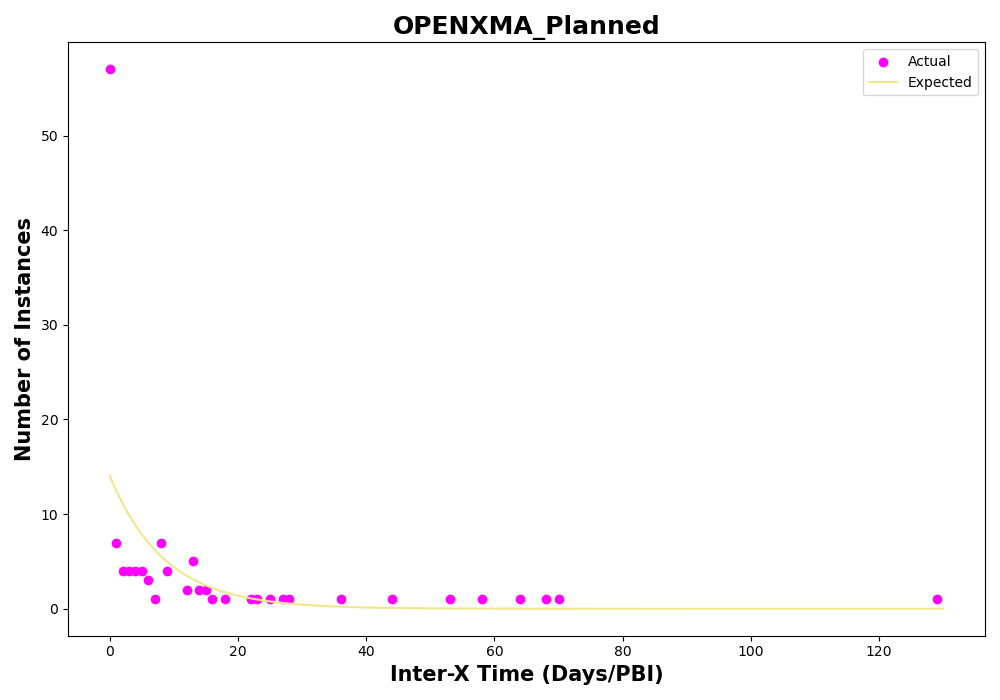 OPENXMA_Planned
Actual
Expected
Number of Instances
50
40
30
20
10
0
0 20 40 60 80 100 120
Inter-X Time (Days/PBI)